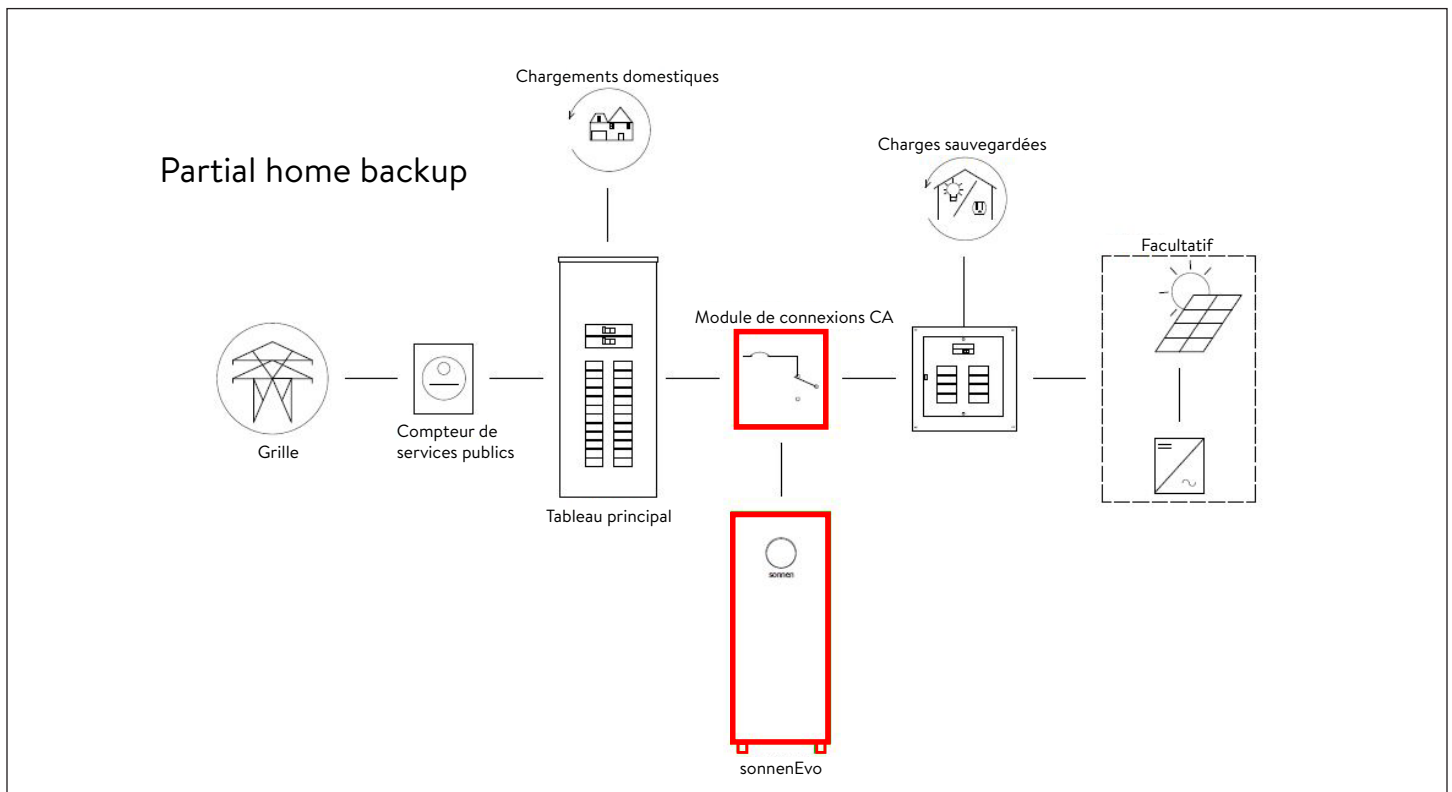 Chargements domestiques
Partial home backup
Charges sauvegardées
Facultatif
Module de connexions CA
Compteur de
services publics
Grille
Tableau principal
sonnen
sonnenEvo